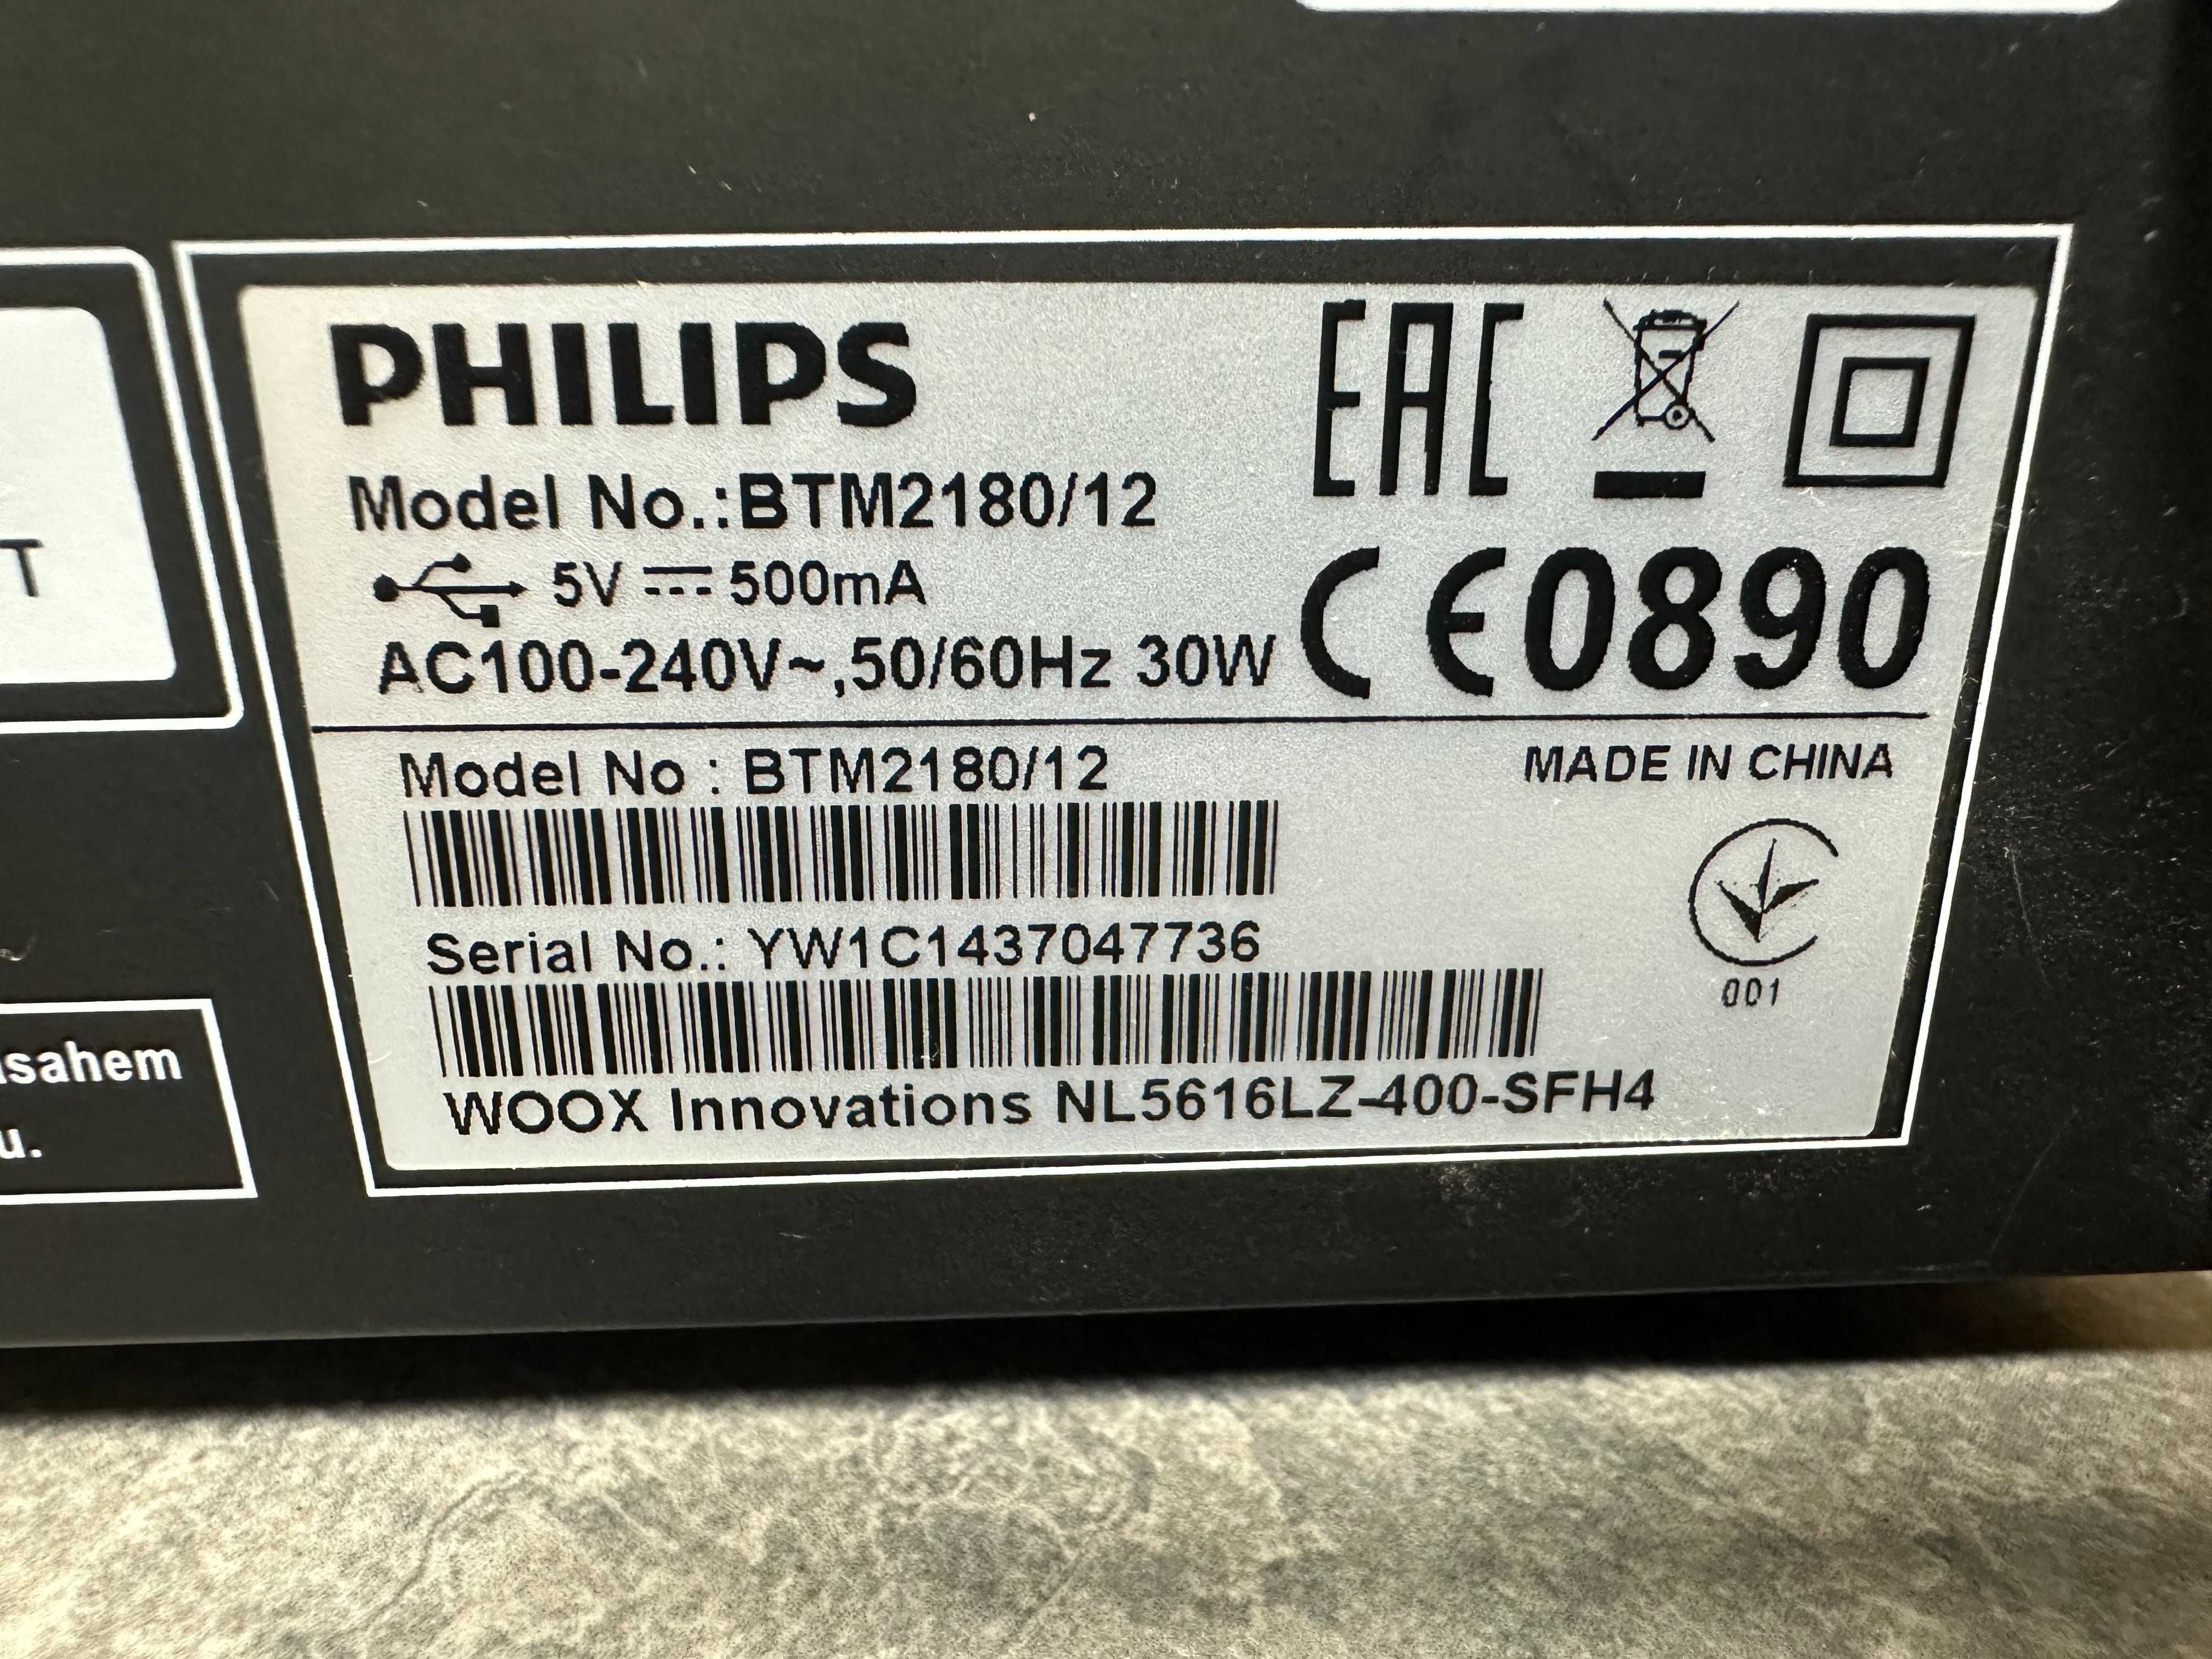 PHILIPS
Model No.:BTM2180/12
5V 500mA
AC100-240V~,50/60Hz 30W
EAC
CE0890
Model No : BTM2180/12
MADE IN CHINA
Serial No.: YW1C1437047736
001
WOOX Innovations NL5616LZ-400-SFH4
T
sahem
u.